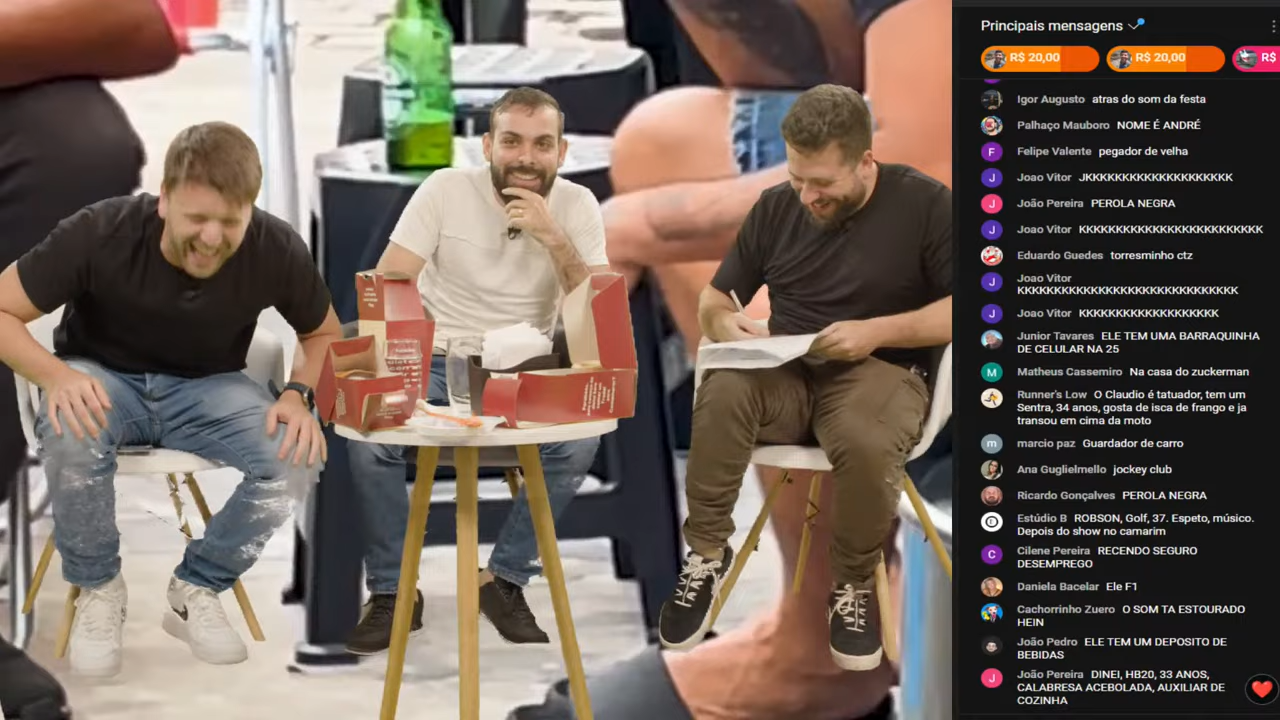 Principais mensagens
R$ 20,00
R$ 20,00
R$
Igor Augusto atras do som da festa
Palhaço Mauboro NOME É ANDRÉ
Felipe Valente pegador de velha
Joao Vitor JKKKKKKKKKKKKKKKKKKKKK
João Pereira PEROLA NEGRA
Joao Vitor KKKKKKKKKKKKKKKKKKKKKKKKKK
Eduardo Guedes torresminho ctz
Joao Vitor
KKKKKKKKKKKKKKKKKKKKKKKKKKKKKKK
Joao Vitor KKKKKKKKKKKKKKKKKKKK
Junior Tavares ELE TEM UMA BARRAQUINHA
DE CELULAR NA 25
Matheus Cassemiro Na casa do zuckerman
Runner's Low O Claudio é tatuador, tem um
Sentra, 34 anos, gosta de isca de frango e ja
transou em cima da moto
marcio paz Guardador de carro
Ana Guglielmello jockey club
Ricardo Gonçalves PEROLA NEGRA
Estúdio B ROBSON, Golf, 37. Espeto, músico.
Depois do show no camarim
Cilene Pereira RECENDO SEGURO
DESEMPREGO
Daniela Bacelar Ele F1
Cachorrinho Zuero O SOM TA ESTOURADO
HEIN
João Pedro ELE TEM UM DEPOSITO DE
BEBIDAS
João Pereira DINEI, HB20, 33 ANOS,
CALABRESA ACEBOLADA, AUXILIAR DE
COZINHA